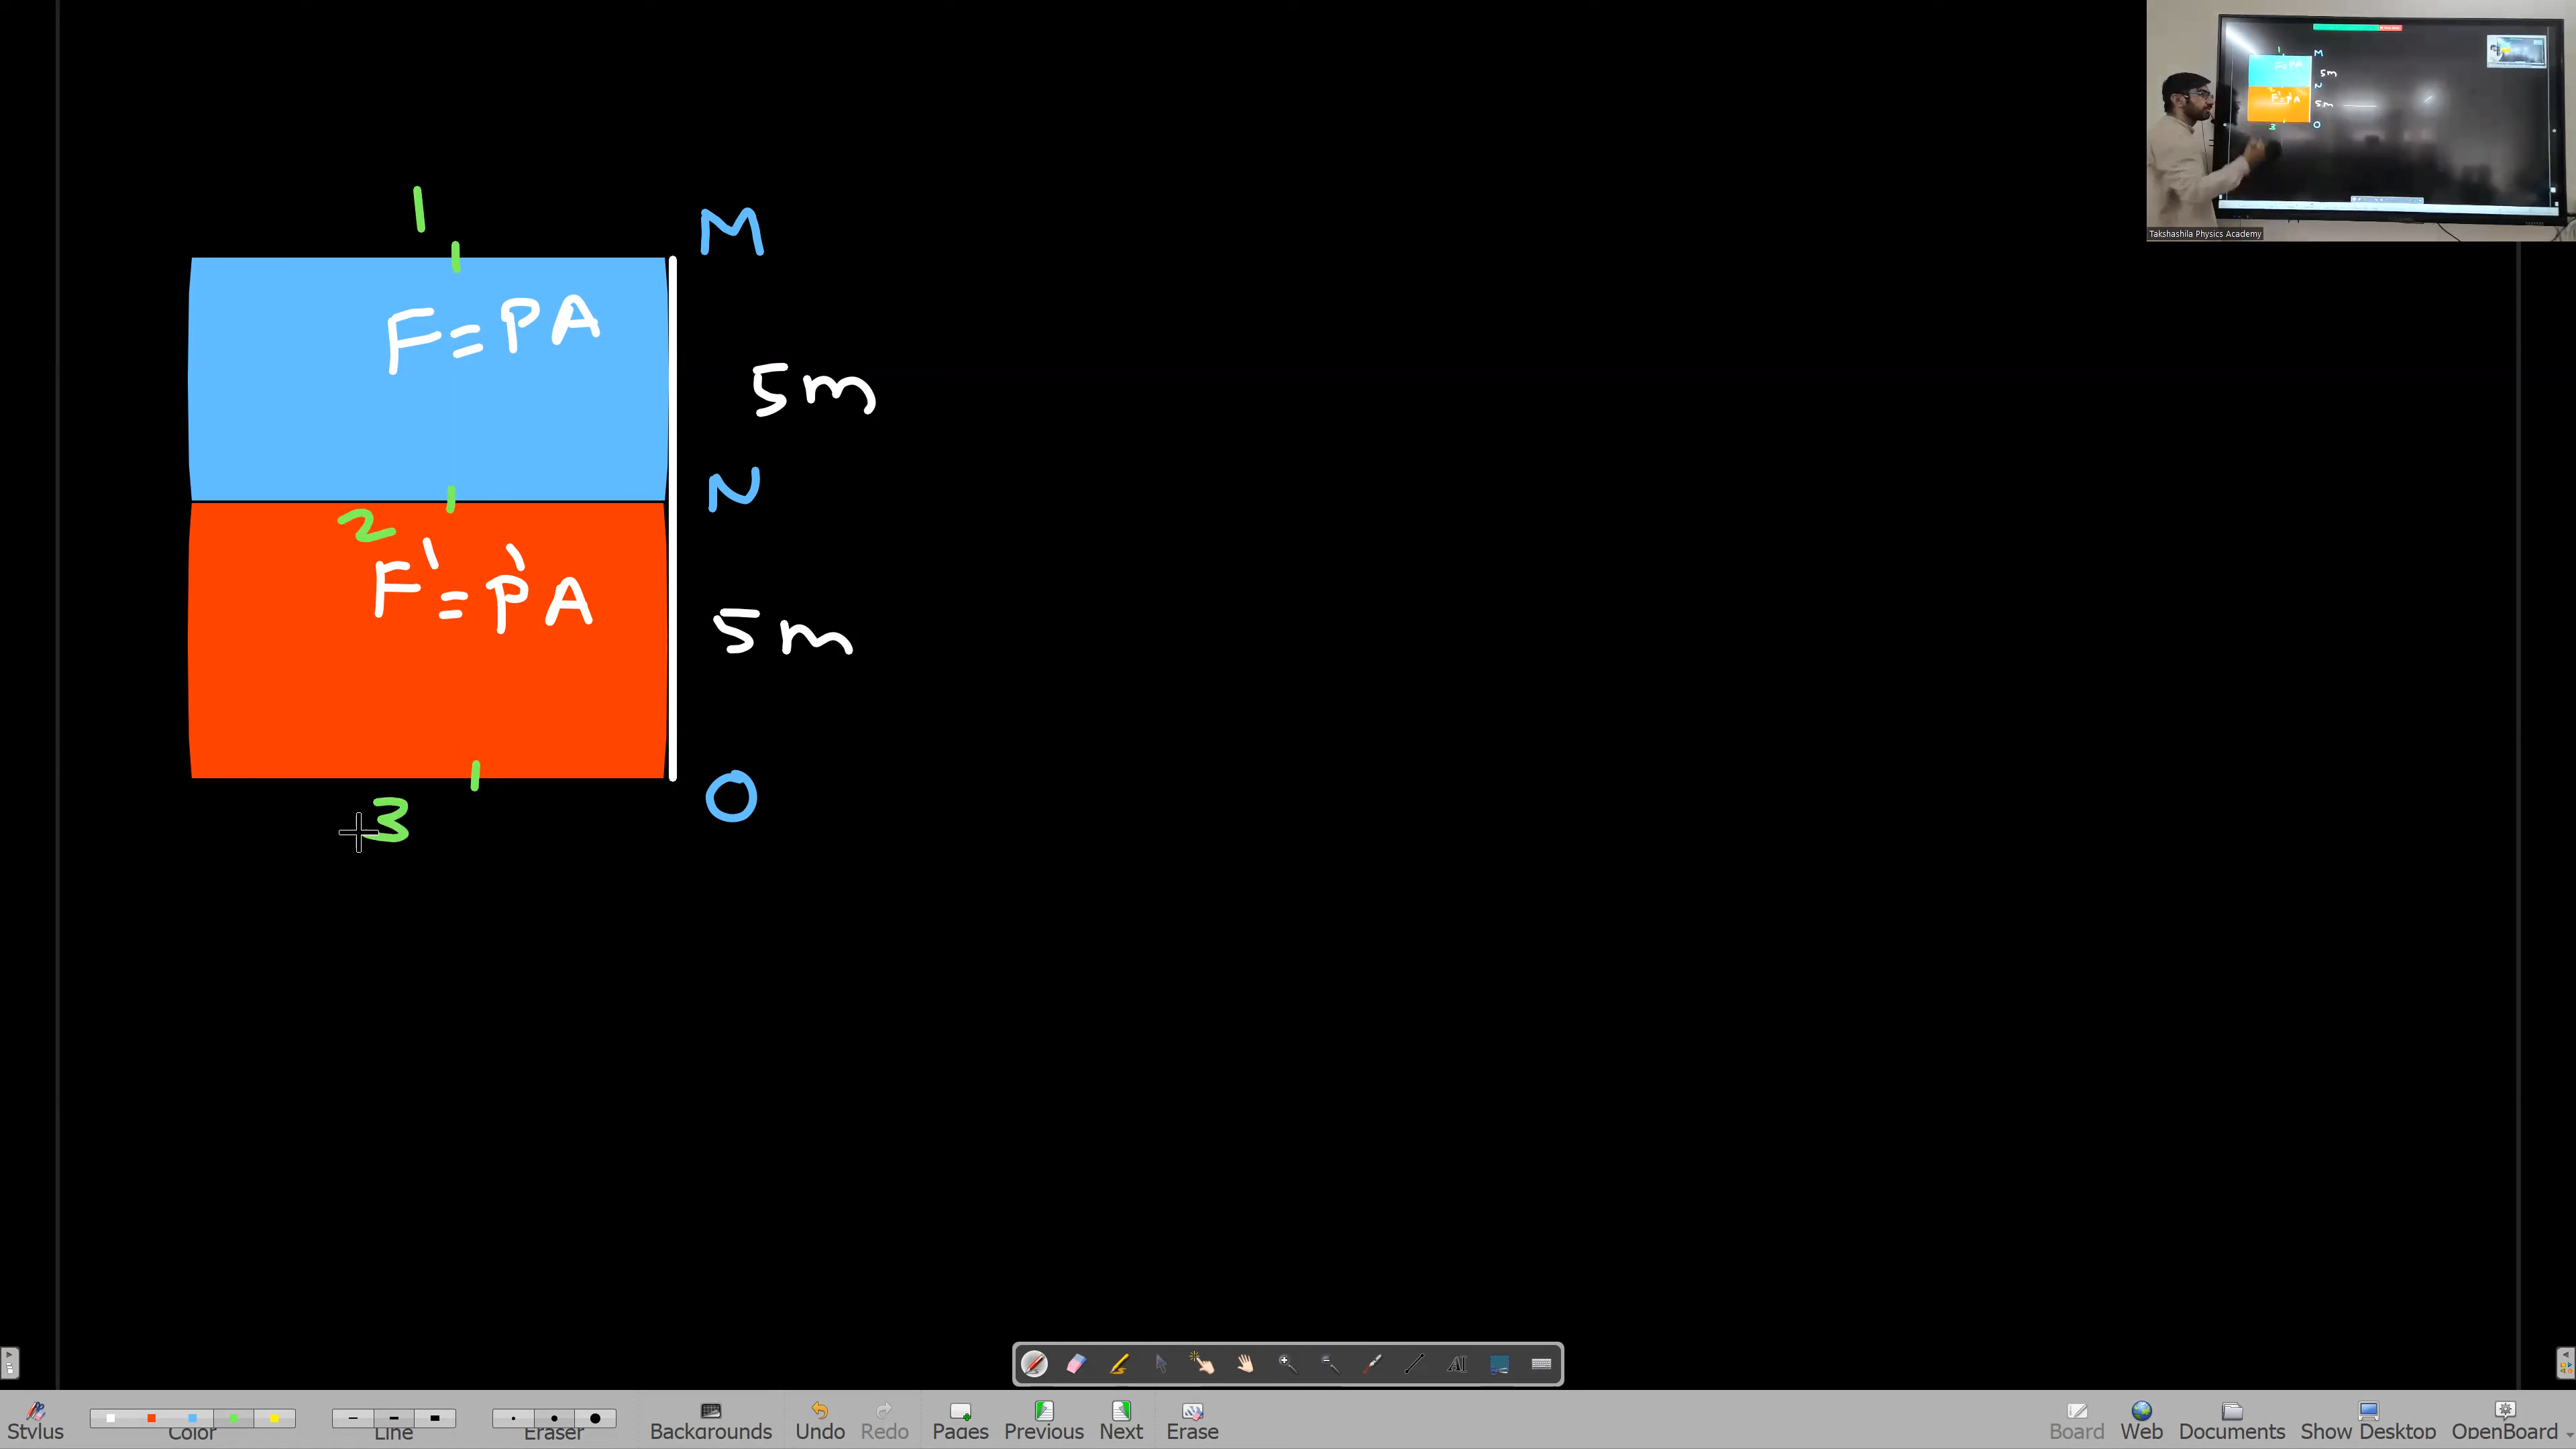 Takshashila Physics Academy
1
M
F = PA
5m
N
2
F' = P'A
5m
3
O
Stylus
Color
Line
Eraser
Backgrounds
Undo
Redo
Pages
Previous
Next
Erase
Board
Web
Documents
Show Desktop
OpenBoard